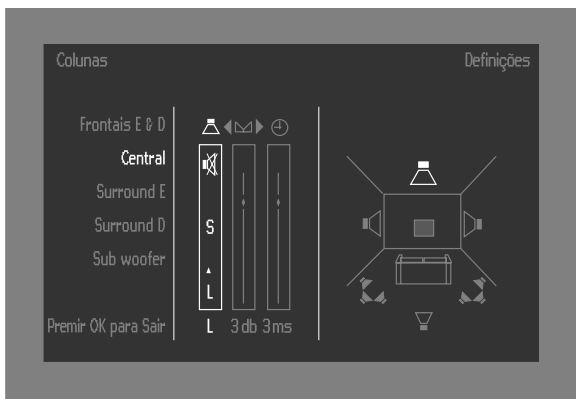 Colunas Definições
Frontais E & D
Central
Surround E
S
Surround D
Sub woofer
L
Premir OK para Sair L 3 db 3 ms